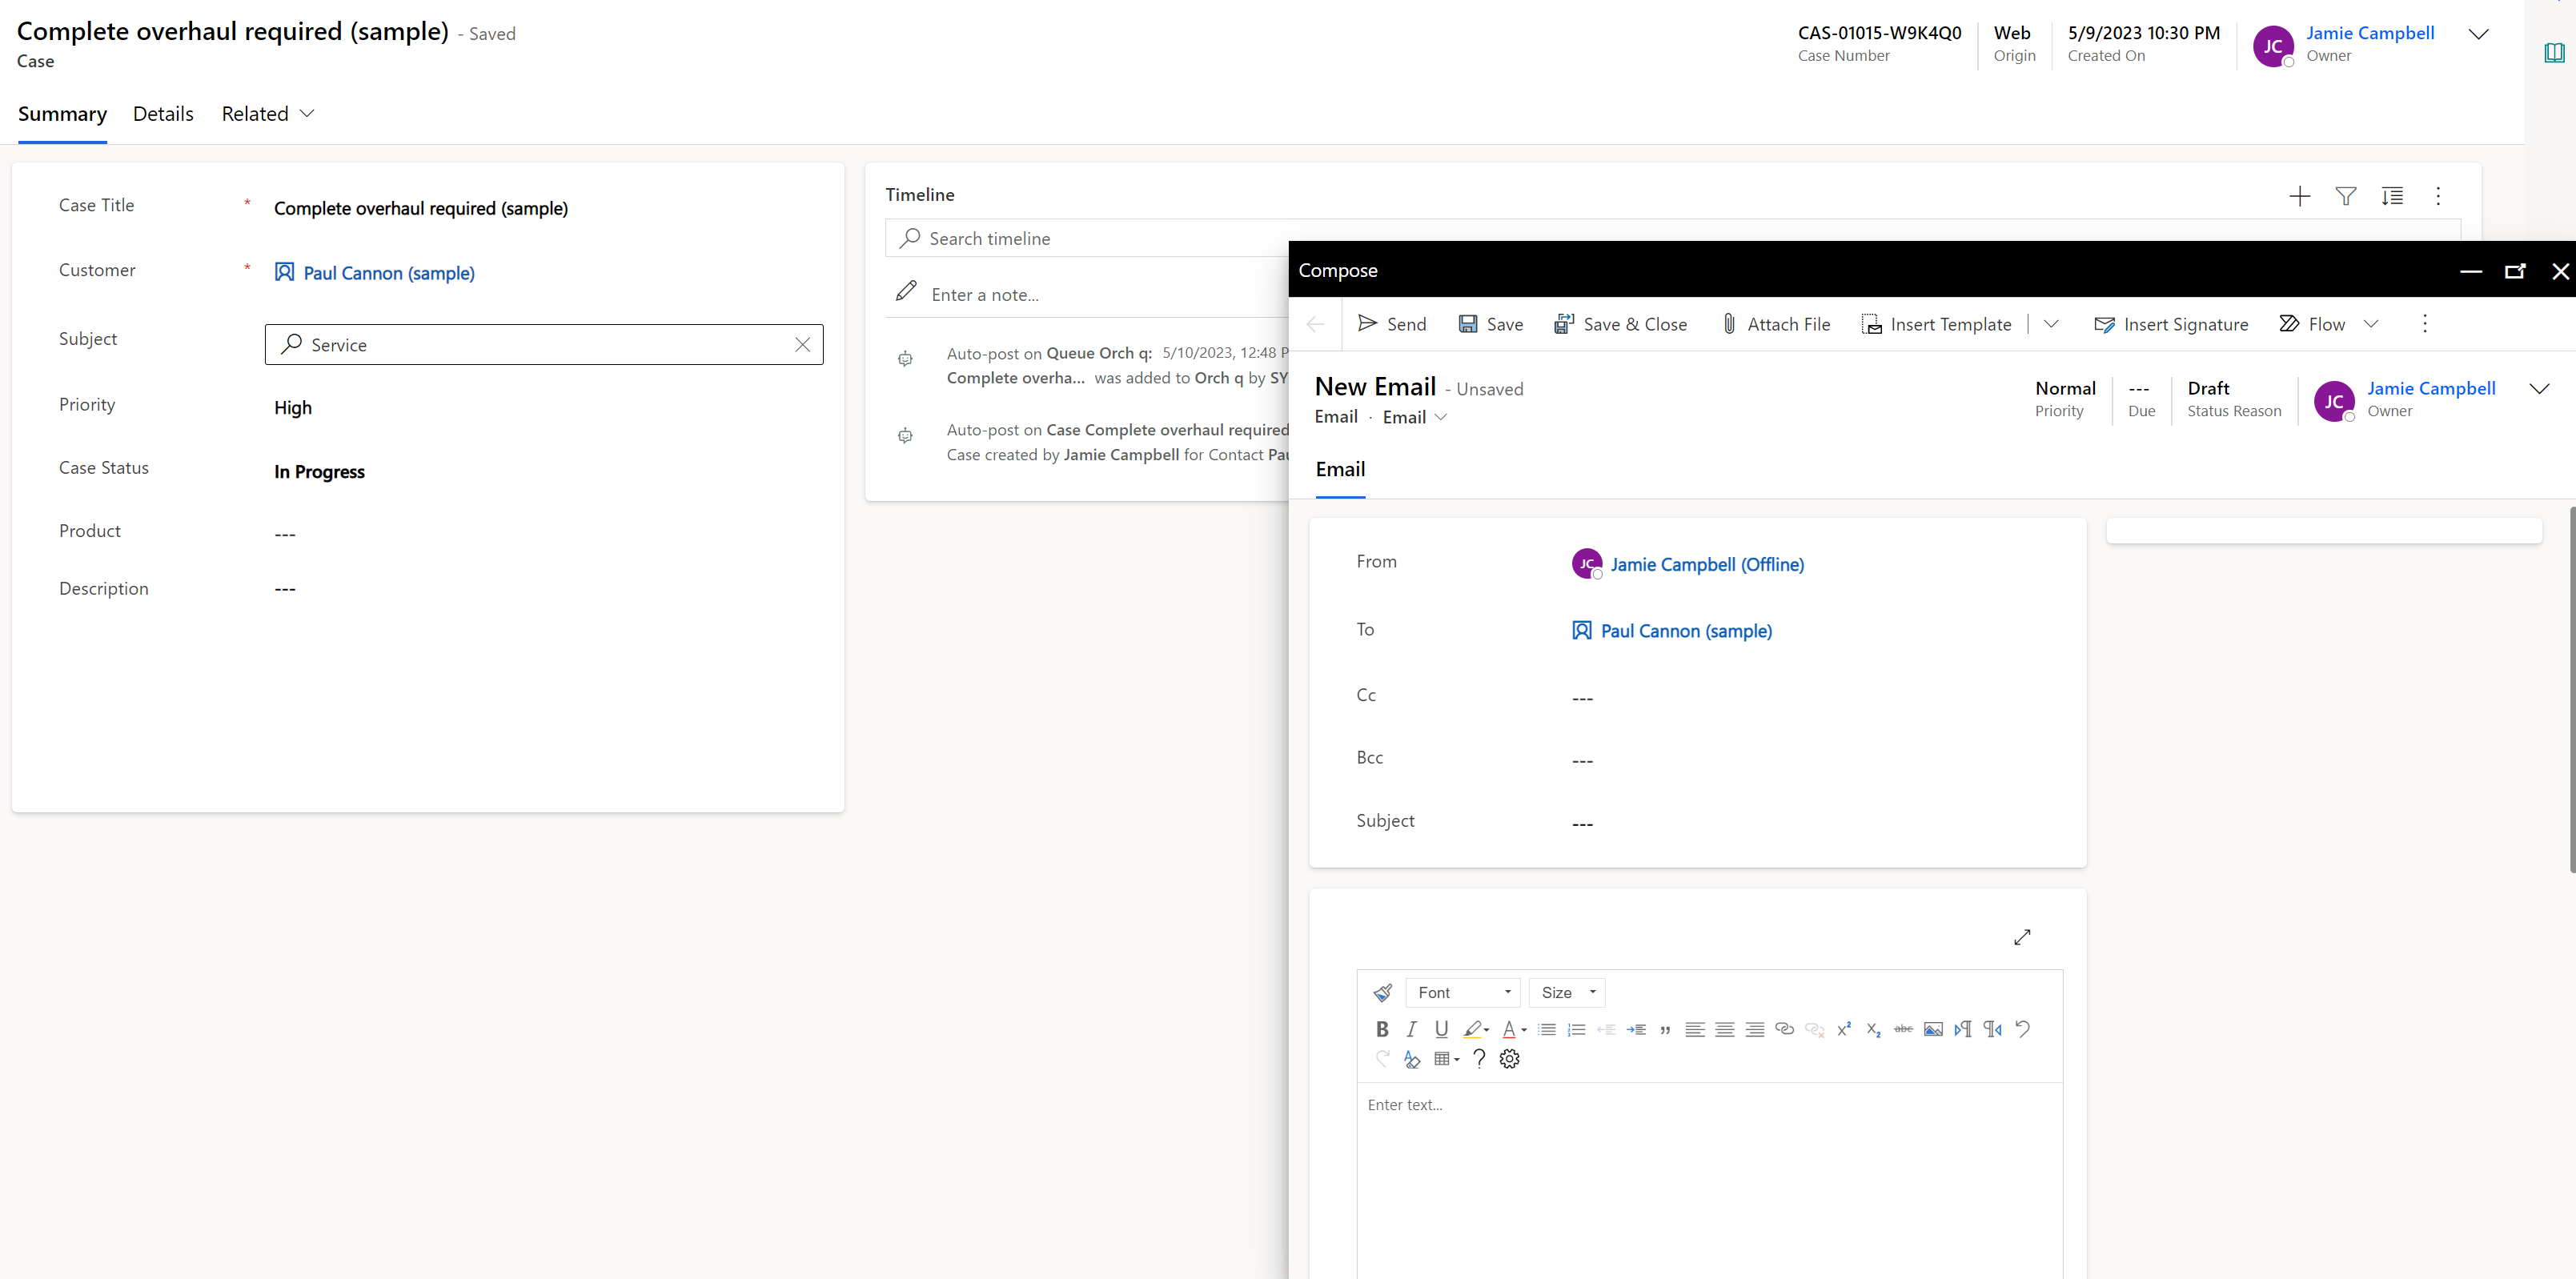 Complete overhaul required (sample) - Saved
Case
CAS-01015-W9K4Q0
Case Number
Web
Origin
5/9/2023 10:30 PM
Created On
JC
Jamie Campbell
Owner
Summary Details Related
Case Title * Complete overhaul required (sample)
Customer * Paul Cannon (sample)
Subject Service
Priority High
Case Status In Progress
Product ---
Description ---
Timeline
Search timeline
Enter a note...
Auto-post on Queue Orch q: 5/10/2023, 12:48 P
Complete overha... was added to Orch q by SY
Auto-post on Case Complete overhaul required
Case created by Jamie Campbell for Contact Pau
Compose
Send Save Save & Close Attach File Insert Template Insert Signature Flow
New Email - Unsaved
Email · Email
Normal
Priority
---
Due
Draft
Status Reason
JC
Jamie Campbell
Owner
Email
From JC Jamie Campbell (Offline)
To Paul Cannon (sample)
Cc ---
Bcc ---
Subject ---
Font Size
B I U A abc
Enter text...